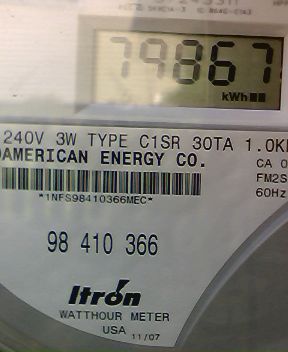 79867
kWh
240V 3W TYPE C1SR 30TA 1.0K
AMERICAN ENERGY CO.
CA 0
FM2S
60Hz
*1NFS98410366MEC*
98 410 366
Itron
WATTHOUR METER
USA 11/07